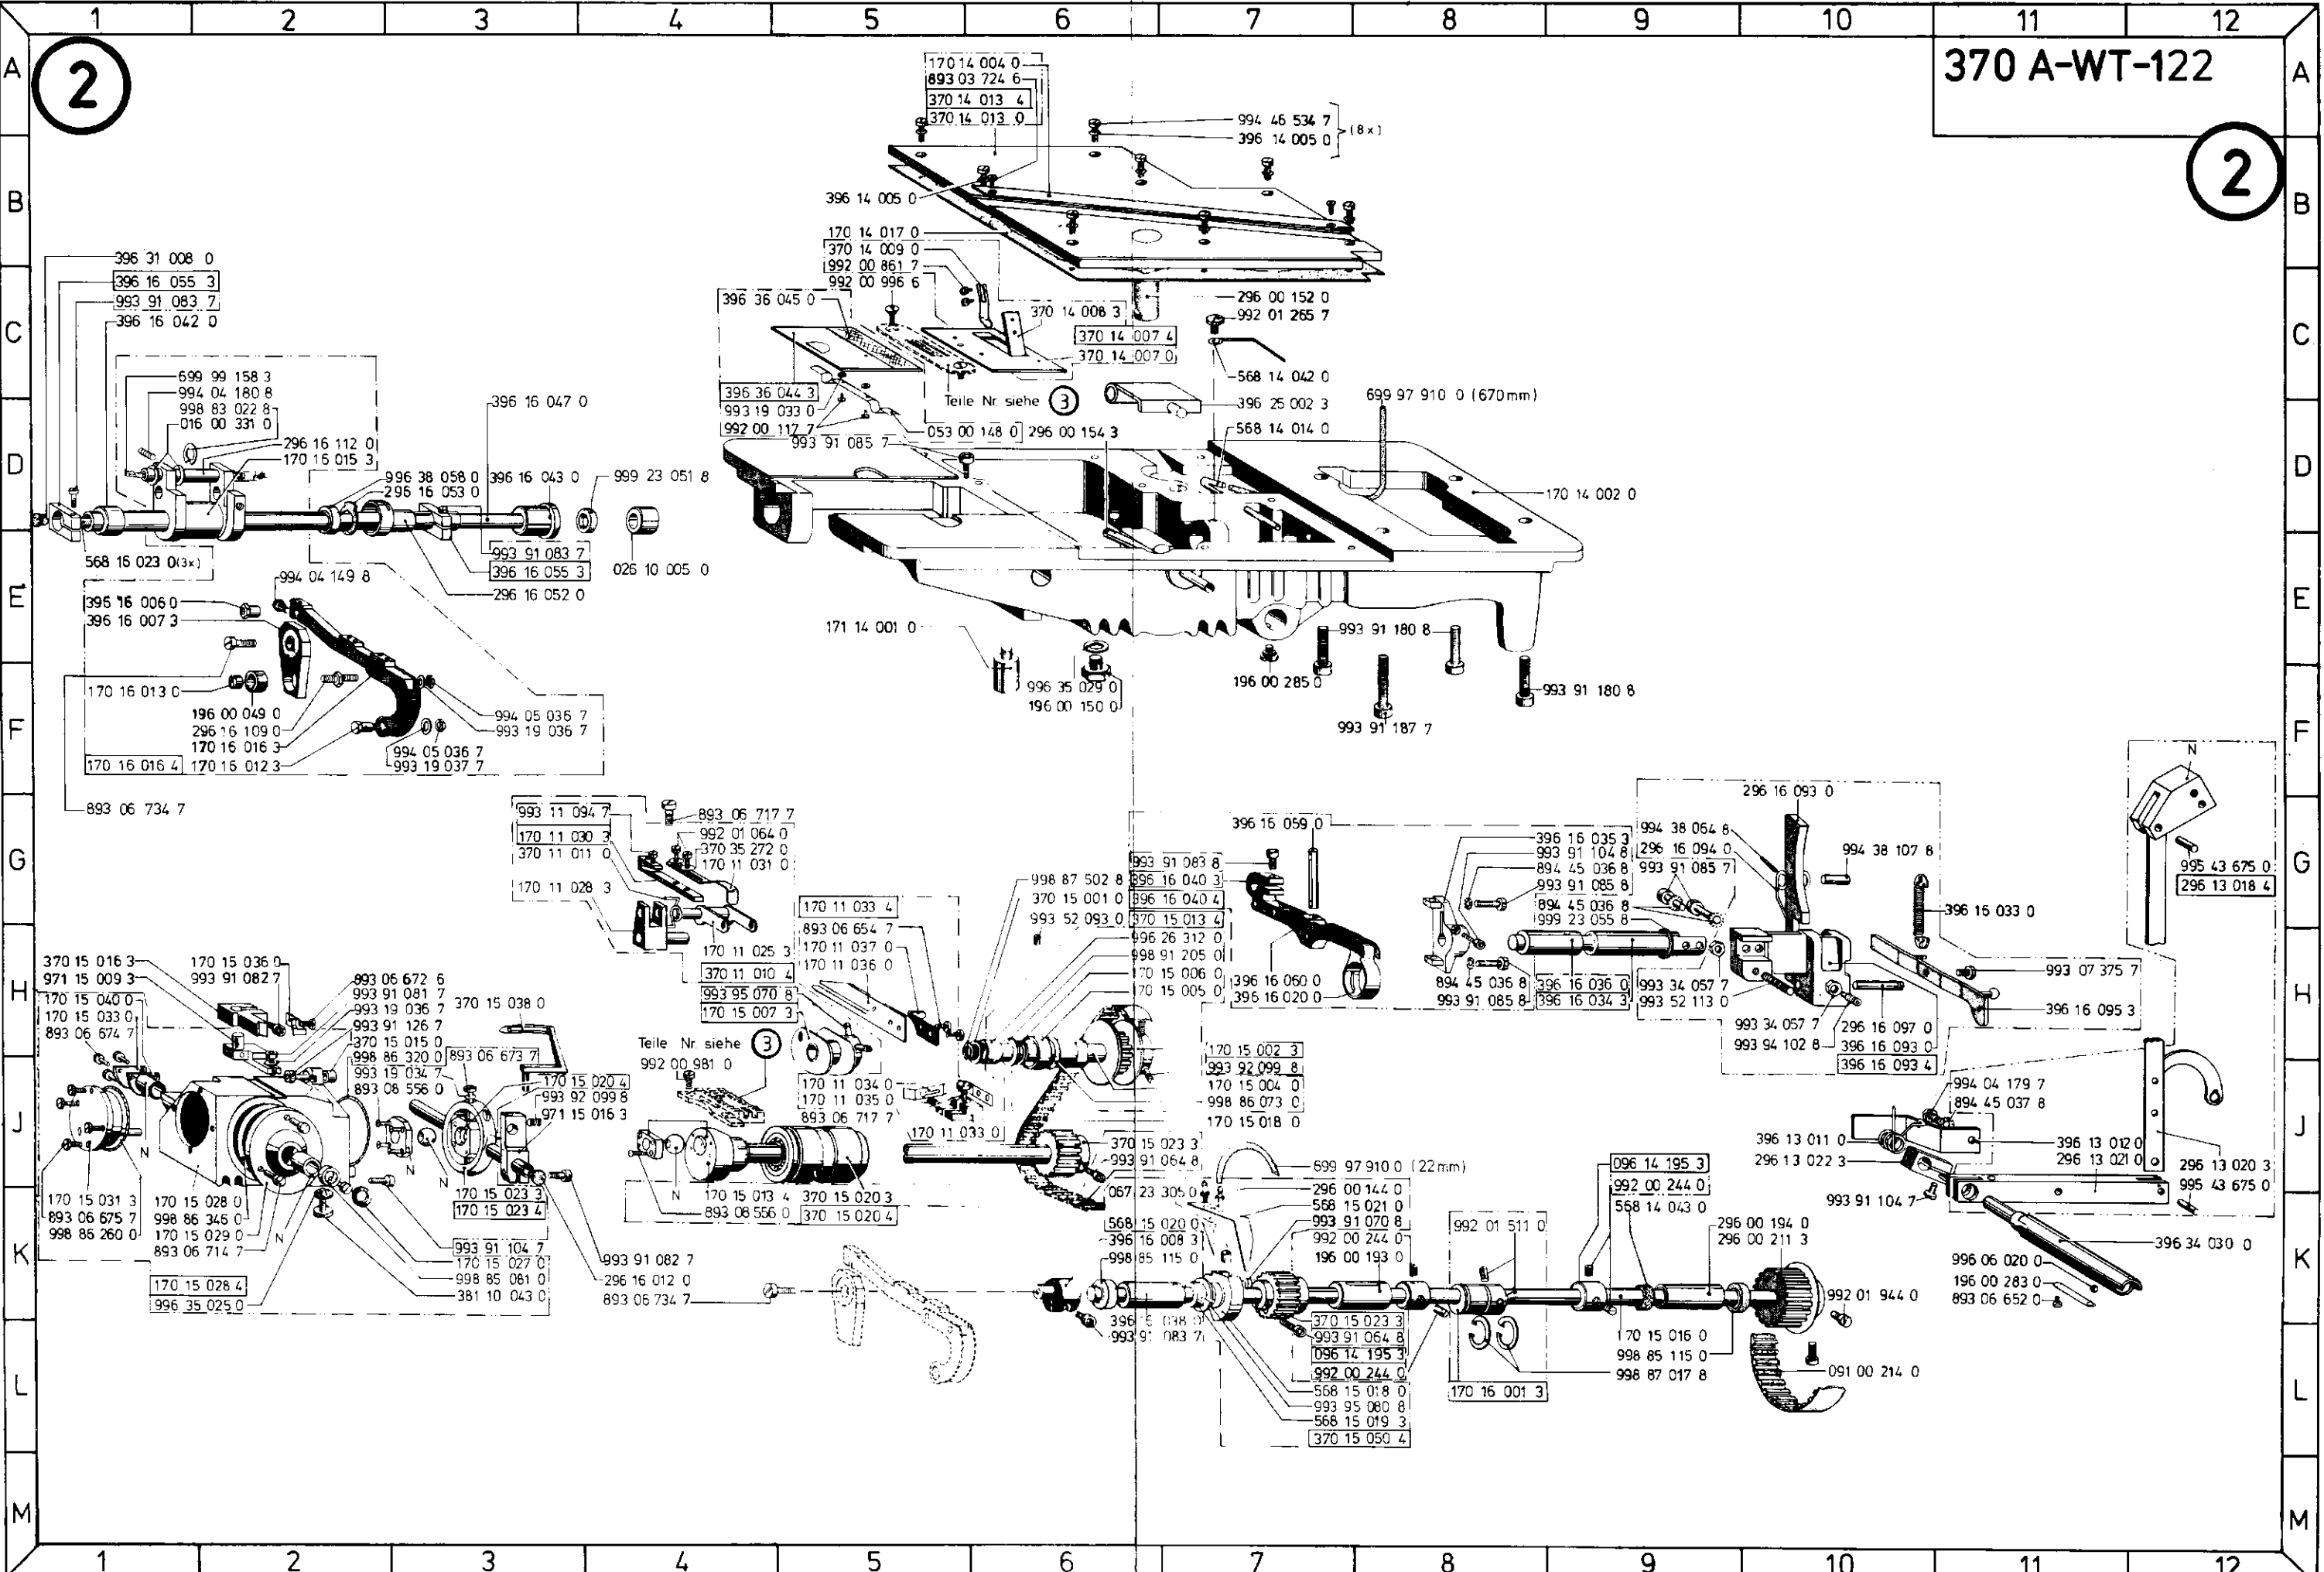 1 2 3 4 5 6 7 8 9 10 11 12
A
2
370 A-WT-122
A
2
170 14 004 0
893 03 724 6
370 14 013 4
370 14 013 0
994 46 534 7
396 14 005 0
(8x)
B
396 14 005 0
B
170 14 017 0
370 14 009 0
992 00 861 7
992 00 996 6
396 31 008 0
396 16 055 3
993 91 083 7
396 16 042 0
C
396 36 045 0
370 14 008 3
370 14 007 4
370 14 007 0
296 00 152 0
992 01 265 7
568 14 042 0
C
699 99 158 3
994 04 180 8
998 83 022 8
016 00 331 0
296 16 112 0
170 16 015 3
396 16 047 0
396 36 044 3
993 19 033 0
992 00 117 7
Teile Nr. siehe 3
053 00 148 0
396 25 002 3
699 97 910 0 (670mm)
D
996 38 058 0
296 16 053 0
396 16 043 0
999 23 051 8
993 91 085 7
296 00 154 3
568 14 014 0
170 14 002 0
D
568 15 023 0(3x)
993 91 083 7
396 16 055 3
296 16 052 0
026 10 005 0
E
994 04 149 8
396 16 006 0
396 16 007 3
171 14 001 0
993 91 180 8
E
170 16 013 0
196 00 049 0
296 16 109 0
170 16 016 3
170 16 016 4
170 16 012 3
994 05 036 7
993 19 036 7
994 05 036 7
993 19 037 7
996 35 029 0
196 00 150 0
196 00 285 0
993 91 187 7
993 91 180 8
F
F
N
893 06 734 7
993 11 094 7
170 11 030 3
370 11 011 0
170 11 028 3
893 06 717 7
992 01 064 0
370 35 272 0
170 11 031 0
170 11 025 3
G
998 87 502 8
370 15 001 0
993 52 093 0
993 91 083 8
396 16 040 3
396 16 040 4
370 15 013 4
996 26 312 0
998 91 205 0
170 15 006 0
170 15 005 0
396 16 059 0
396 16 060 0
396 16 020 0
396 16 035 3
993 91 104 8
894 45 036 8
993 91 085 8
894 45 036 8
993 91 085 8
296 16 093 0
994 38 064 8
296 16 094 0
993 91 085 7
894 45 036 8
999 23 055 8
994 38 107 8
396 16 033 0
995 43 675 0
296 13 018 4
G
170 11 033 4
893 06 654 7
170 11 037 0
170 11 036 0
370 11 010 4
993 95 070 8
170 15 007 3
H
370 15 016 3
971 15 009 3
170 15 040 0
170 15 033 0
893 06 674 7
170 15 036 0
993 91 082 7
893 06 672 6
993 91 081 7
993 19 036 7
993 91 126 7
370 15 015 0
998 86 320 0
993 19 034 7
893 08 556 0
370 15 038 0
893 06 673 7
396 16 036 0
396 16 034 3
993 34 057 7
993 52 113 0
993 34 057 7
993 94 102 8
296 16 097 0
396 16 093 0
396 16 093 4
993 07 375 7
396 16 095 3
H
Teile Nr. siehe 3
992 00 981 0
170 11 034 0
170 11 035 0
893 06 717 7
170 11 033 0
170 15 020 4
993 92 099 8
971 15 016 3
170 15 002 3
993 92 099 8
170 15 004 0
998 86 073 0
170 15 018 0
994 04 179 7
894 45 037 8
J
370 15 023 3
993 91 064 8
699 97 910 0 (22mm)
396 13 011 0
296 13 022 3
396 13 012 0
296 13 021 0
296 13 020 3
995 43 675 0
J
N
N
N
N
N
170 15 031 3
893 06 675 7
998 86 260 0
170 15 028 0
998 86 346 0
170 15 029 0
893 06 714 7
170 15 028 4
996 35 025 0
170 15 023 3
170 15 023 4
993 91 104 7
170 15 027 0
998 85 081 0
381 10 043 0
170 15 013 4
893 08 556 0
370 15 020 3
370 15 020 4
993 91 082 7
296 16 012 0
893 06 734 7
K
067 23 305 0
568 15 020 0
396 16 008 3
998 85 115 0
296 00 144 0
568 15 021 0
993 91 070 8
992 00 244 0
196 00 193 0
992 01 511 0
096 14 195 3
992 00 244 0
568 14 043 0
296 00 194 0
296 00 211 3
993 91 104 7
396 34 030 0
996 06 020 0
196 00 283 0
893 06 652 0
992 01 944 0
K
993 91 083 7
370 15 023 3
993 91 064 8
096 14 195 3
992 00 244 0
568 15 018 0
993 95 080 8
568 15 019 3
370 15 050 4
170 16 001 3
170 15 016 0
998 85 115 0
998 87 017 8
091 00 214 0
L
L
M
M
1 2 3 4 5 6 7 8 9 10 11 12